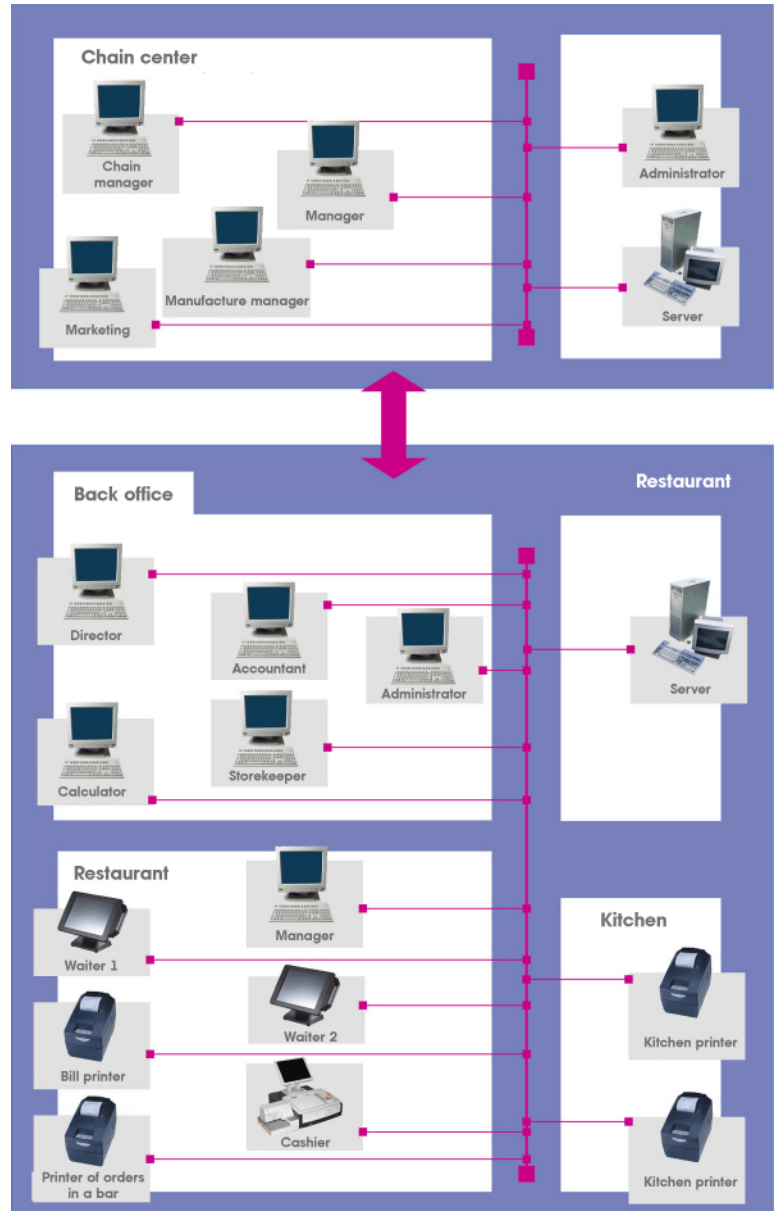 Chain center
Chain
manager
Manager
Administrator
Manufacture manager
Marketing
Server
Restaurant
Back office
Director
Accountant
Administrator
Server
Calculator
Storekeeper
Restaurant
Manager
Waiter 1
Kitchen
Waiter 2
Kitchen printer
Bill printer
Cashier
Printer of orders
in a bar
Kitchen printer